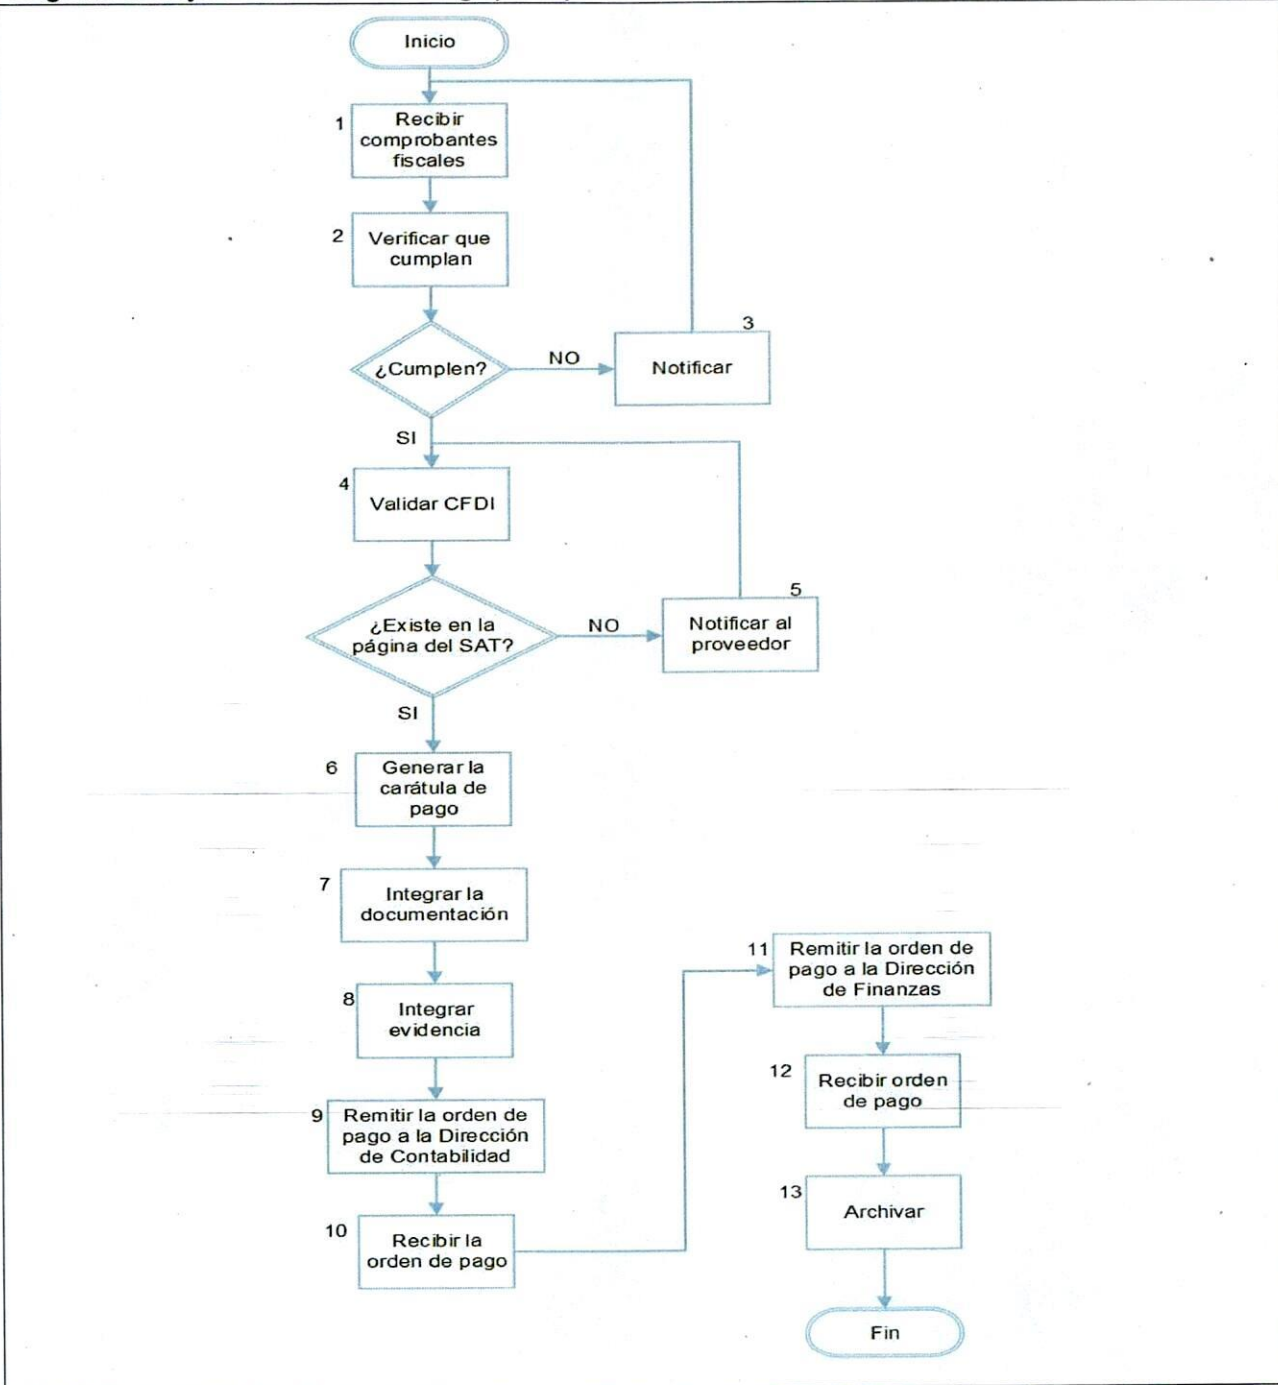 Inicio
1
Recibir
comprobantes
fiscales
2
Verificar que
cumplan
¿Cumplen?
NO
3
Notificar
SI
4
Validar CFDI
¿Existe en la
página del SAT?
NO
5
Notificar al
proveedor
SI
6
Generar la
carátula de
pago
7
Integrar la
documentación
8
Integrar
evidencia
9
Remitir la orden de
pago a la Dirección
de Contabilidad
10
Recibir la
orden de pago
11
Remitir la orden de
pago a la Dirección
de Finanzas
12
Recibir orden
de pago
13
Archivar
Fin